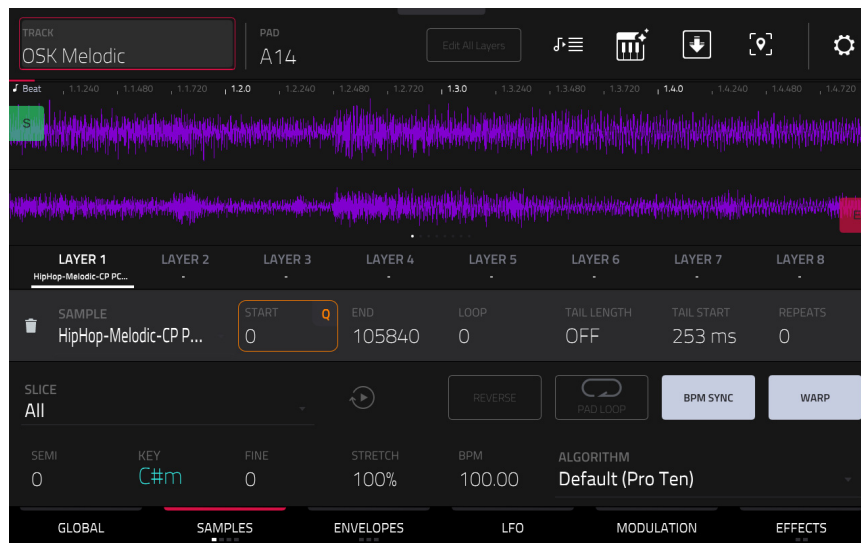 TRACK
OSK Melodic
PAD
A14
Edit All Layers
Beat , 1.1.240 , 1.1.480 , 1.1.720 , 1.2.0 , 1.2.240 , 1.2.480 , 1.2.720 , 1.3.0 , 1.3.240 , 1.3.480 , 1.3.720 , 1.4.0 , 1.4.240 , 1.4.480 , 1.4.720
S
E
LAYER 1 LAYER 2 LAYER 3 LAYER 4 LAYER 5 LAYER 6 LAYER 7 LAYER 8
HipHop-Melodic-CP PC... - - - - - - -
SAMPLE START Q END LOOP TAIL LENGTH TAIL START REPEATS
HipHop-Melodic-CP P... 0 105840 0 OFF 253 ms 0
SLICE
All
REVERSE
PAD LOOP
BPM SYNC
WARP
SEMI KEY FINE STRETCH BPM ALGORITHM
0 C#m 0 100% 100.00 Default (Pro Ten)
GLOBAL SAMPLES ENVELOPES LFO MODULATION EFFECTS